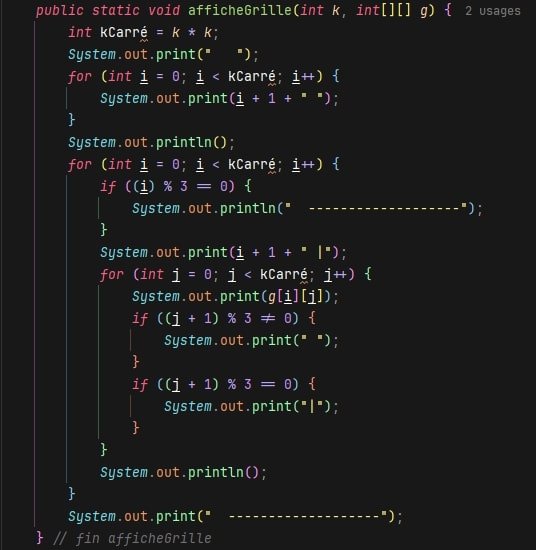 public static void afficheGrille(int k, int[][] g) { 2 usages
    int kCarré = k * k;
    System.out.print("   ");
    for (int i = 0; i < kCarré; i++) {
        System.out.print(i + 1 + " ");
    }
    System.out.println();
    for (int i = 0; i < kCarré; i++) {
        if ((i) % 3 == 0) {
            System.out.println("  -------------------");
        }
        System.out.print(i + 1 + " |");
        for (int j = 0; j < kCarré; j++) {
            System.out.print(g[i][j]);
            if ((j + 1) % 3 != 0) {
                System.out.print(" ");
            }
            if ((j + 1) % 3 == 0) {
                System.out.print("|");
            }
        }
        System.out.println();
    }
    System.out.print("  -------------------");
} // fin afficheGrille